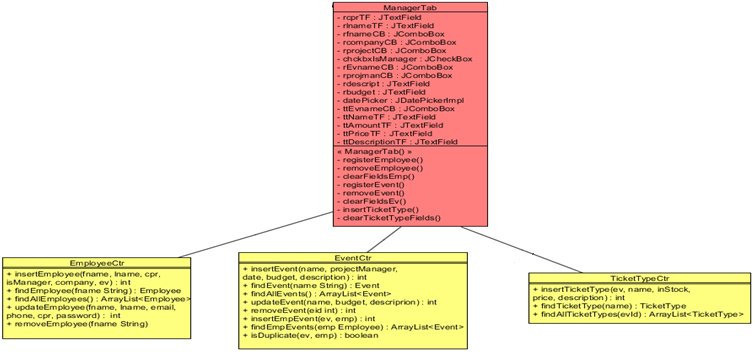 ManagerTab
- rcprTF : JTextField
- rlnameTF : JTextField
- rfnameCB : JComboBox
- rcompanyCB : JComboBox
- rprojectCB : JComboBox
- chckbxIsManager : JCheckBox
- rEvnameCB : JComboBox
- rprojmanCB : JComboBox
- rdescript : JTextField
- rbudget : JTextField
- datePicker : JDatePickerImpl
- ttEvnameCB : JComboBox
- ttNameTF : JTextField
- ttAmountTF : JTextField
- ttPriceTF : JTextField
- ttDescriptionTF : JTextField
« ManagerTab() »
- registerEmployee()
- removeEmployee()
- clearFieldsEmp()
- registerEvent()
- removeEvent()
- clearFieldsEv()
- insertTicketType()
- clearTicketTypeFields()
EmployeeCtr
+ insertEmployee(fname, lname, cpr,
isManager, company, ev) : int
+ findEmployee(fname String) : Employee
+ findAllEmployees() : ArrayList<Employee>
+ updateEmployee(fname, lname, email,
phone, cpr, password) : int
+ removeEmployee(fname String)
EventCtr
+ insertEvent(name, projectManager,
date, budget, description) : int
+ findEvent(name String) : Event
+ findAllEvents() : ArrayList<Event>
+ updateEvent(name, budget, descriprion) : int
+ removeEvent(eid int) : int
+ insertEmpEvent(ev, emp) : int
+ findEmpEvents(emp Employee) : ArrayList<Event>
+ isDuplicate(ev, emp) : boolean
TicketTypeCtr
+ insertTicketType(ev, name, inStock,
price, description) : int
+ findTicketType(name) : TicketType
+ findAllTicketTypes(evId) : ArrayList<TicketType>